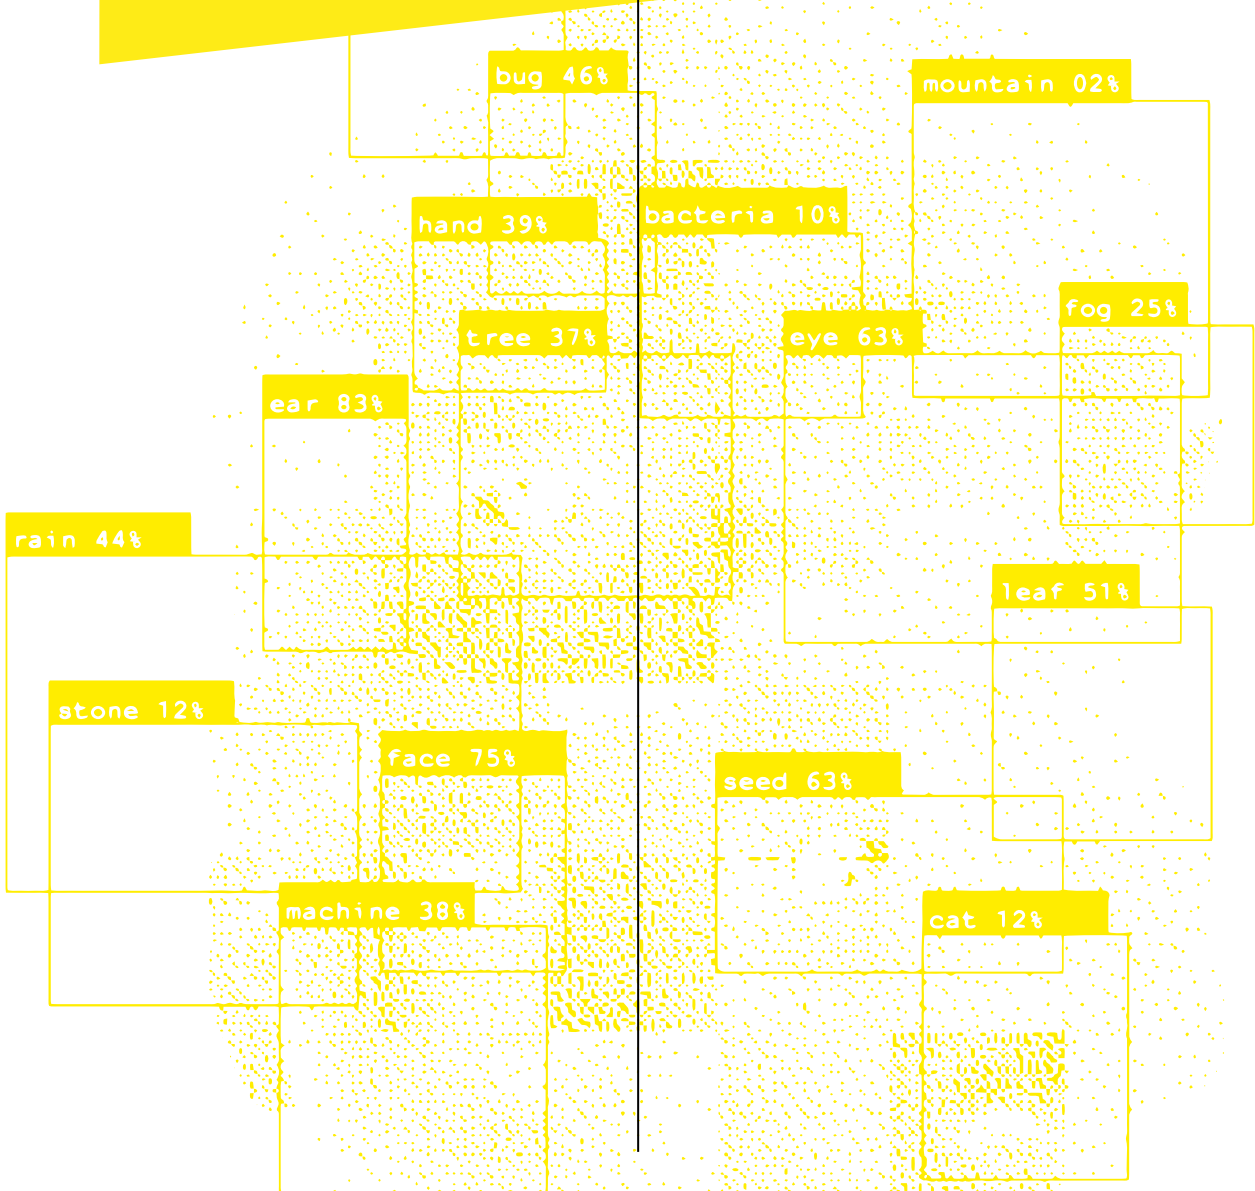 bug 46%
mountain 02%
hand 39%
bacteria 10%
fog 25%
tree 37%
eye 63%
ear 83%
rain 44%
leaf 51%
stone 12%
face 75%
seed 63%
machine 38%
cat 12%